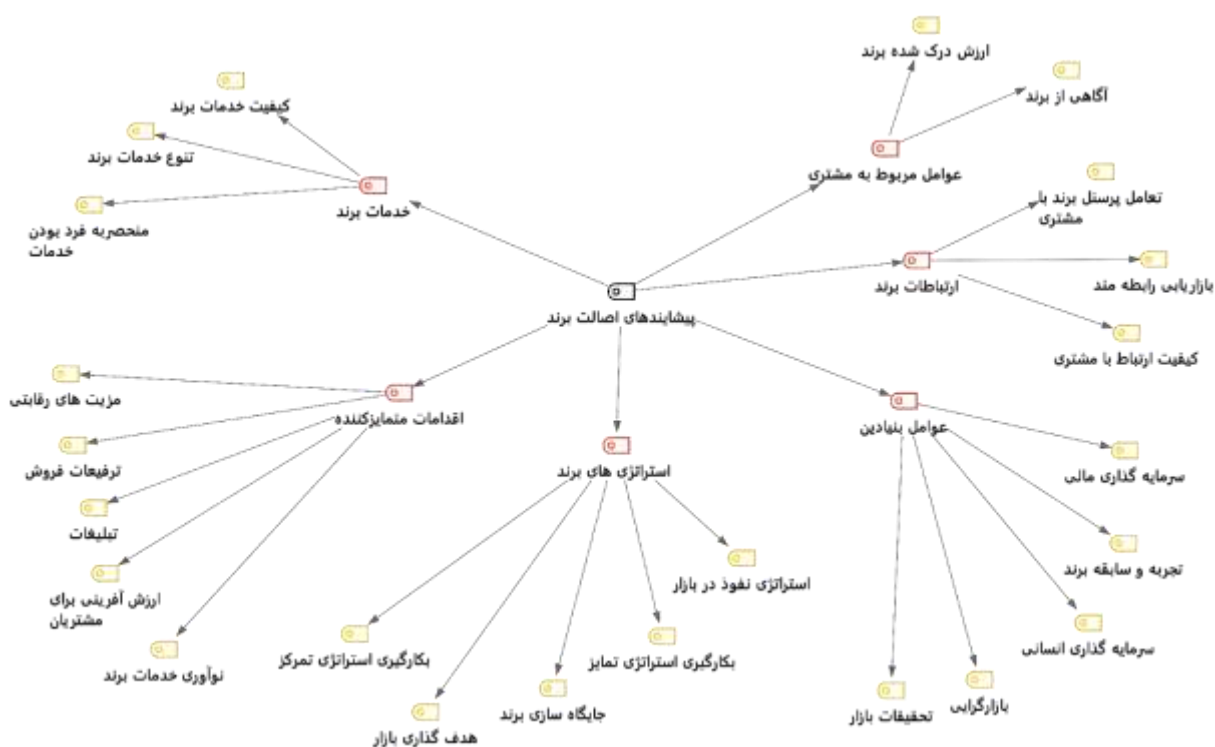 ارزش درک شده برند
آگاهی از برند
عوامل مربوط به مشتری
کیفیت خدمات برند
تنوع خدمات برند
منحصربه فرد بودن
خدمات
خدمات برند
تعامل پرسنل برند با
مشتری
بازاریابی رابطه مند
کیفیت ارتباط با مشتری
ارتباطات برند
پیشایندهای اصالت برند
مزیت های رقابتی
ترفیعات فروش
تبلیغات
ارزش آفرینی برای
مشتریان
نوآوری خدمات برند
اقدامات متمایزکننده
استراتژی های برند
استراتژی نفوذ در بازار
بکارگیری استراتژی تمایز
جایگاه سازی برند
هدف گذاری بازار
بکارگیری استراتژی تمرکز
عوامل بنیادین
سرمایه گذاری مالی
تجربه و سابقه برند
سرمایه گذاری انسانی
بازارگرایی
تحقیقات بازار